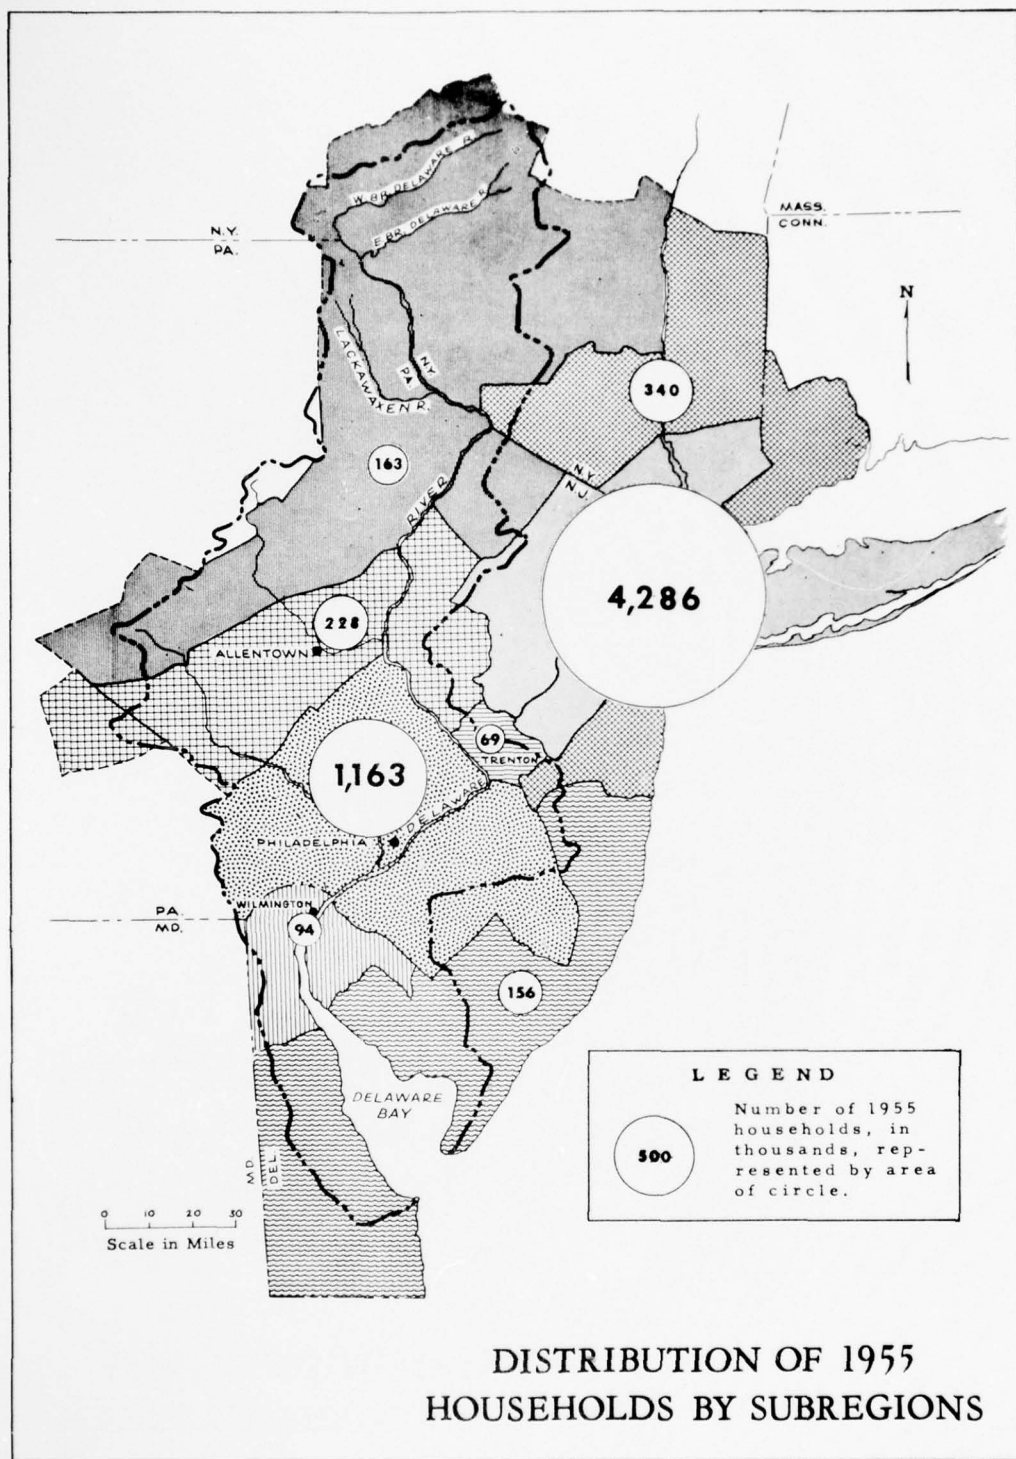 W. BR. DELAWARE R.
E. BR. DELAWARE R.
MASS.
CONN.
N.Y.
PA.
N
LACKAWAXEN R.
N.Y.
PA.
340
163
N.Y.
N.J.
RIVER
4,286
228
ALLENTOWN
69
TRENTON
1,163
DELAWARE
PHILADELPHIA
WILMINGTON
PA.
MD.
94
156
LEGEND
Number of 1955
households, in
thousands, rep-
resented by area
of circle.
500
DELAWARE
BAY
MD.
DEL.
0 10 20 30
Scale in Miles
DISTRIBUTION OF 1955
HOUSEHOLDS BY SUBREGIONS